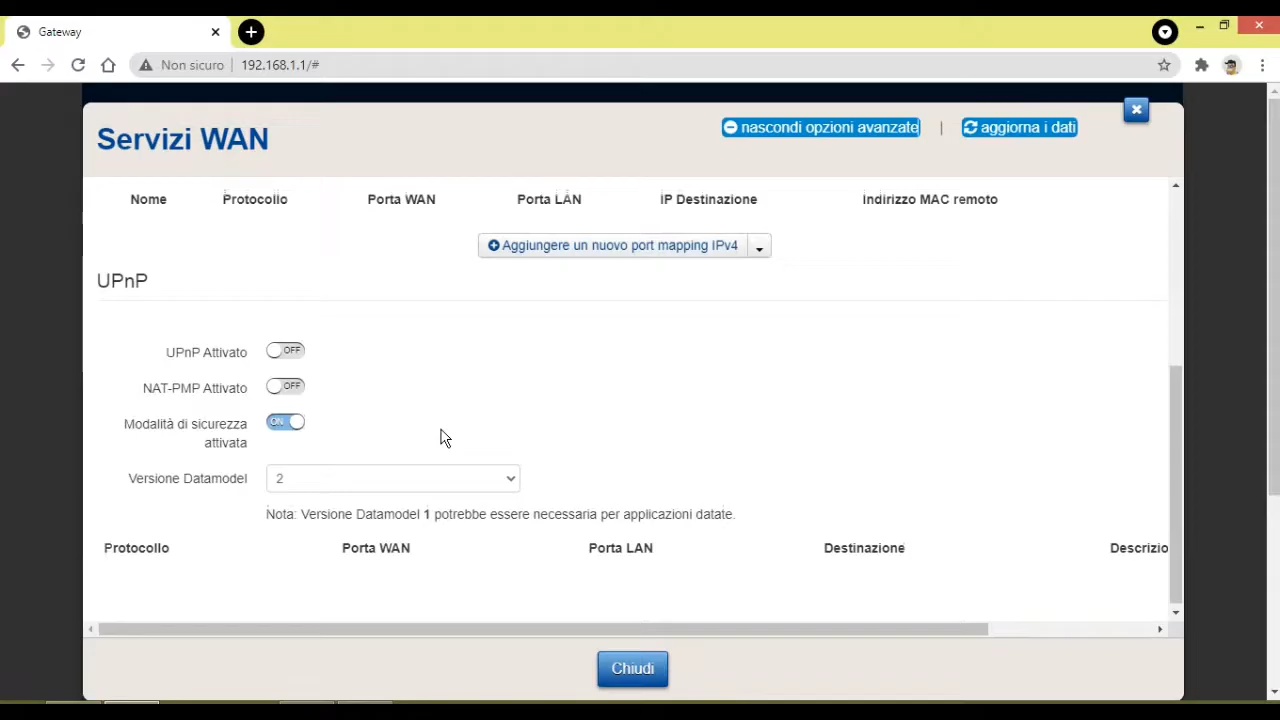 Gateway
Non sicuro 192.168.1.1/#
Servizi WAN
nascondi opzioni avanzate | aggiorna i dati
Nome Protocollo Porta WAN Porta LAN IP Destinazione Indirizzo MAC remoto
Aggiungere un nuovo port mapping IPv4
UPnP
UPnP Attivato OFF
NAT-PMP Attivato OFF
Modalità di sicurezza ON
attivata
Versione Datamodel 2
Nota: Versione Datamodel 1 potrebbe essere necessaria per applicazioni datate.
Protocollo Porta WAN Porta LAN Destinazione Descrizio
Chiudi